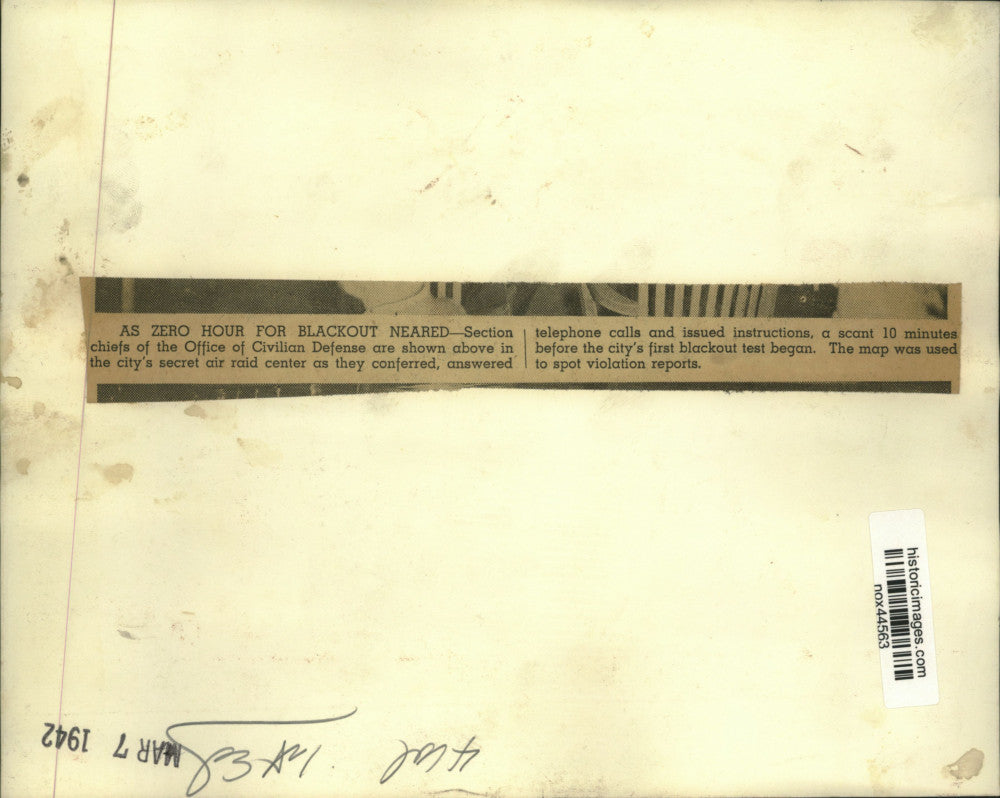 AS ZERO HOUR FOR BLACKOUT NEARED—Section
chiefs of the Office of Civilian Defense are shown above in
the city's secret air raid center as they conferred, answered
telephone calls and issued instructions, a scant 10 minutes
before the city's first blackout test began. The map was used
to spot violation reports.
historicimages.com
nox44563
MAR 7 1942
4 col